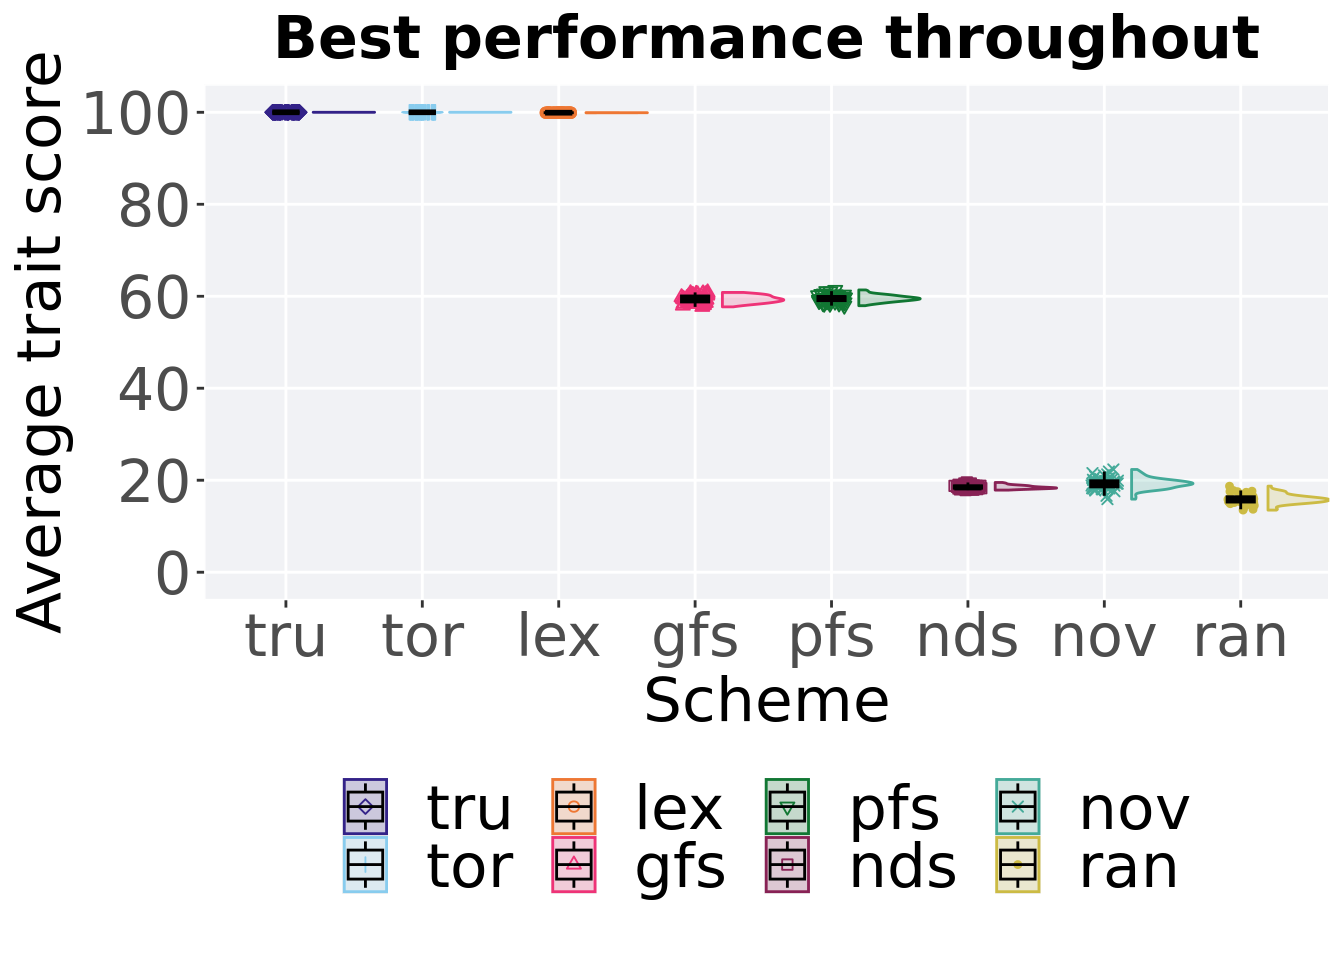 Best performance throughout
Average trait score
100
80
60
40
20
0
tru tor lex gfs pfs nds nov ran
Scheme
tru lex pfs nov
tor gfs nds ran